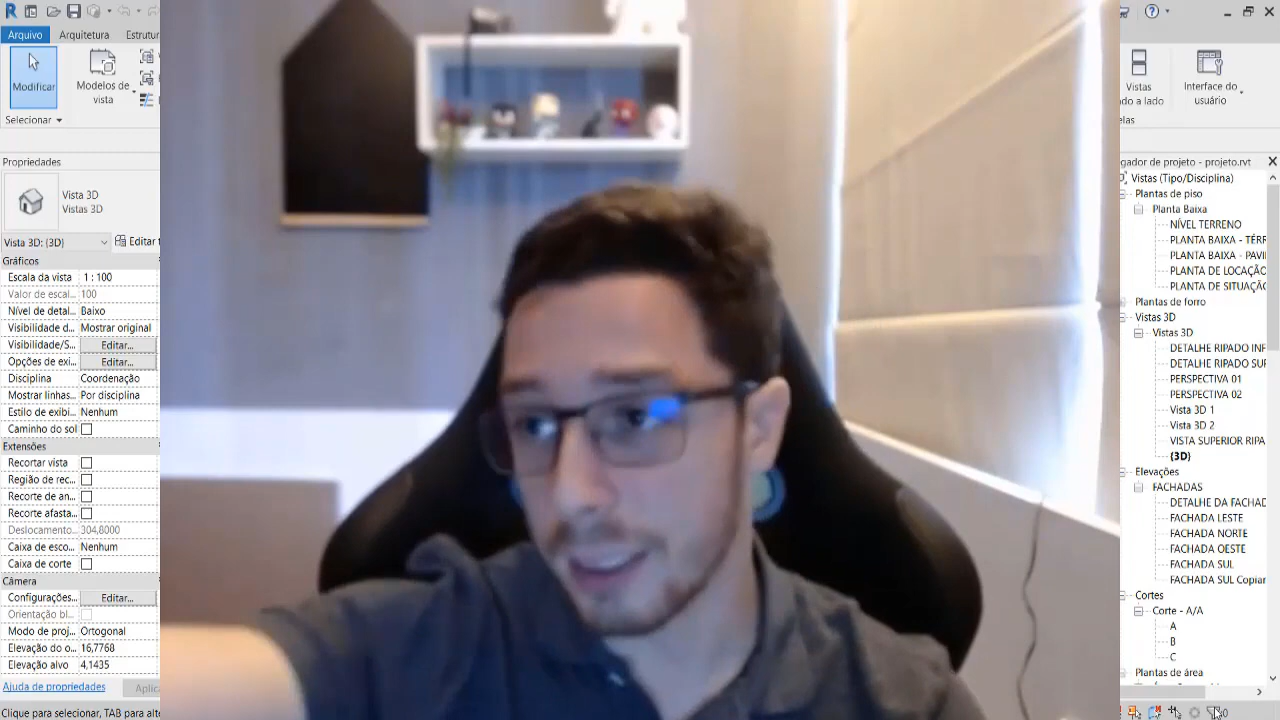 Arquivo Arquitetura Estrutur
Modificar
Modelos de
vista
Selecionar
Propriedades
Vista 3D
Vistas 3D
Vista 3D: {3D}
Editar t
Gráficos
Escala da vista 1 : 100
Valor de escal... 100
Nível de detal... Baixo
Visibilidade d... Mostrar original
Visibilidade/S... Editar...
Opções de exi... Editar...
Disciplina Coordenação
Mostrar linhas... Por disciplina
Estilo de exibi... Nenhum
Caminho do sol
Extensões
Recortar vista
Região de rec...
Recorte de an...
Recorte afasta...
Deslocamento... 304,8000
Caixa de esco... Nenhum
Caixa de corte
Câmera
Configurações... Editar...
Orientação bl...
Modo de proj... Ortogonal
Elevação do o... 16,7768
Elevação alvo 4,1435
Ajuda de propriedades Aplica
Clique para selecionar, TAB para alte
Vistas
do a lado
Interface do
usuário
elas
gador de projeto - projeto.rvt
Vistas (Tipo/Disciplina)
Plantas de piso
Planta Baixa
NÍVEL TERRENO
PLANTA BAIXA - TÉRR
PLANTA BAIXA - PAVI
PLANTA DE LOCAÇÃO
PLANTA DE SITUAÇÃO
Plantas de forro
Vistas 3D
Vistas 3D
DETALHE RIPADO INF
DETALHE RIPADO SUP
PERSPECTIVA 01
PERSPECTIVA 02
Vista 3D 1
Vista 3D 2
VISTA SUPERIOR RIPA
{3D}
Elevações
FACHADAS
DETALHE DA FACHAD
FACHADA LESTE
FACHADA NORTE
FACHADA OESTE
FACHADA SUL
FACHADA SUL Copiar
Cortes
Corte - A/A
A
B
C
Plantas de área
:0